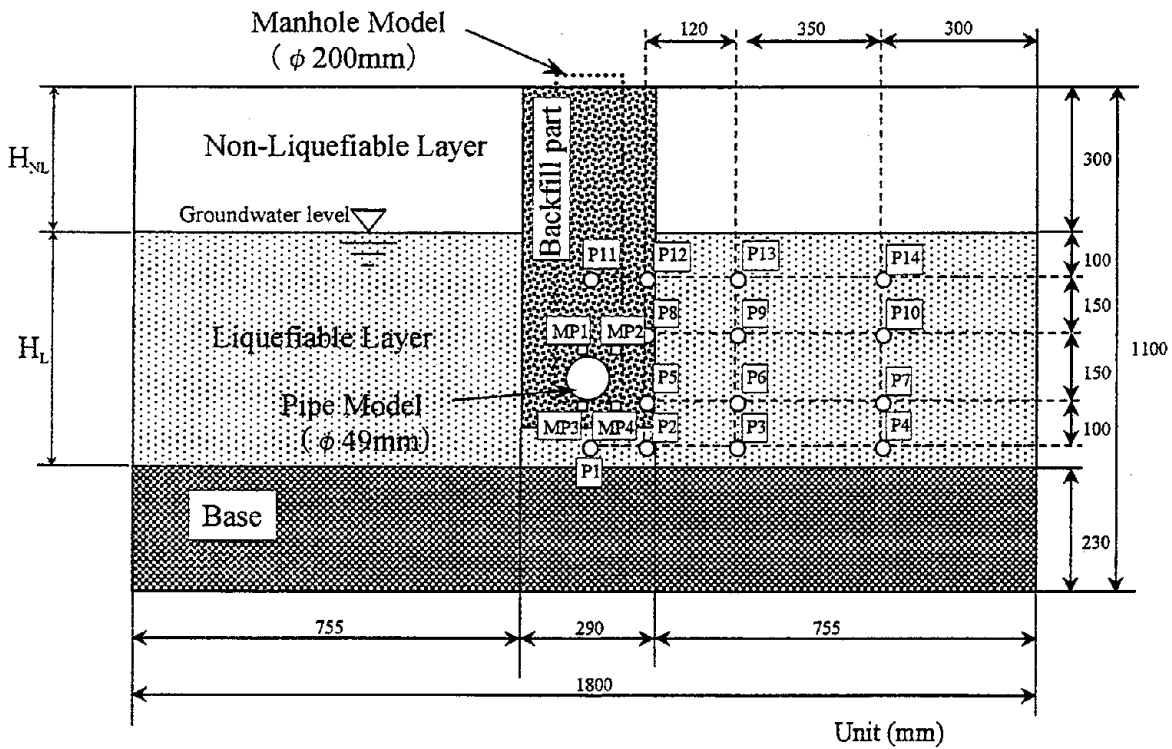 Manhole Model
( φ 200mm)
120
350
300
Non-Liquefiable Layer
Backfill part
H_NL
Groundwater level
300
P11
P12
P13
P14
100
P8
P9
P10
150
MP1
MP2
Liquefiable Layer
H_L
1100
P5
P6
P7
150
Pipe Model
( φ 49mm)
MP3
MP4
P2
P3
P4
100
P1
Base
230
755
290
755
1800
Unit (mm)